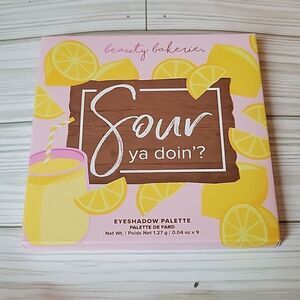 beauty bakerie.
Sour
ya doin'?
EYESHADOW PALETTE
PALETTE DE FARD
Net Wt. / Poids Net 1.27 g / 0.04 oz x 9